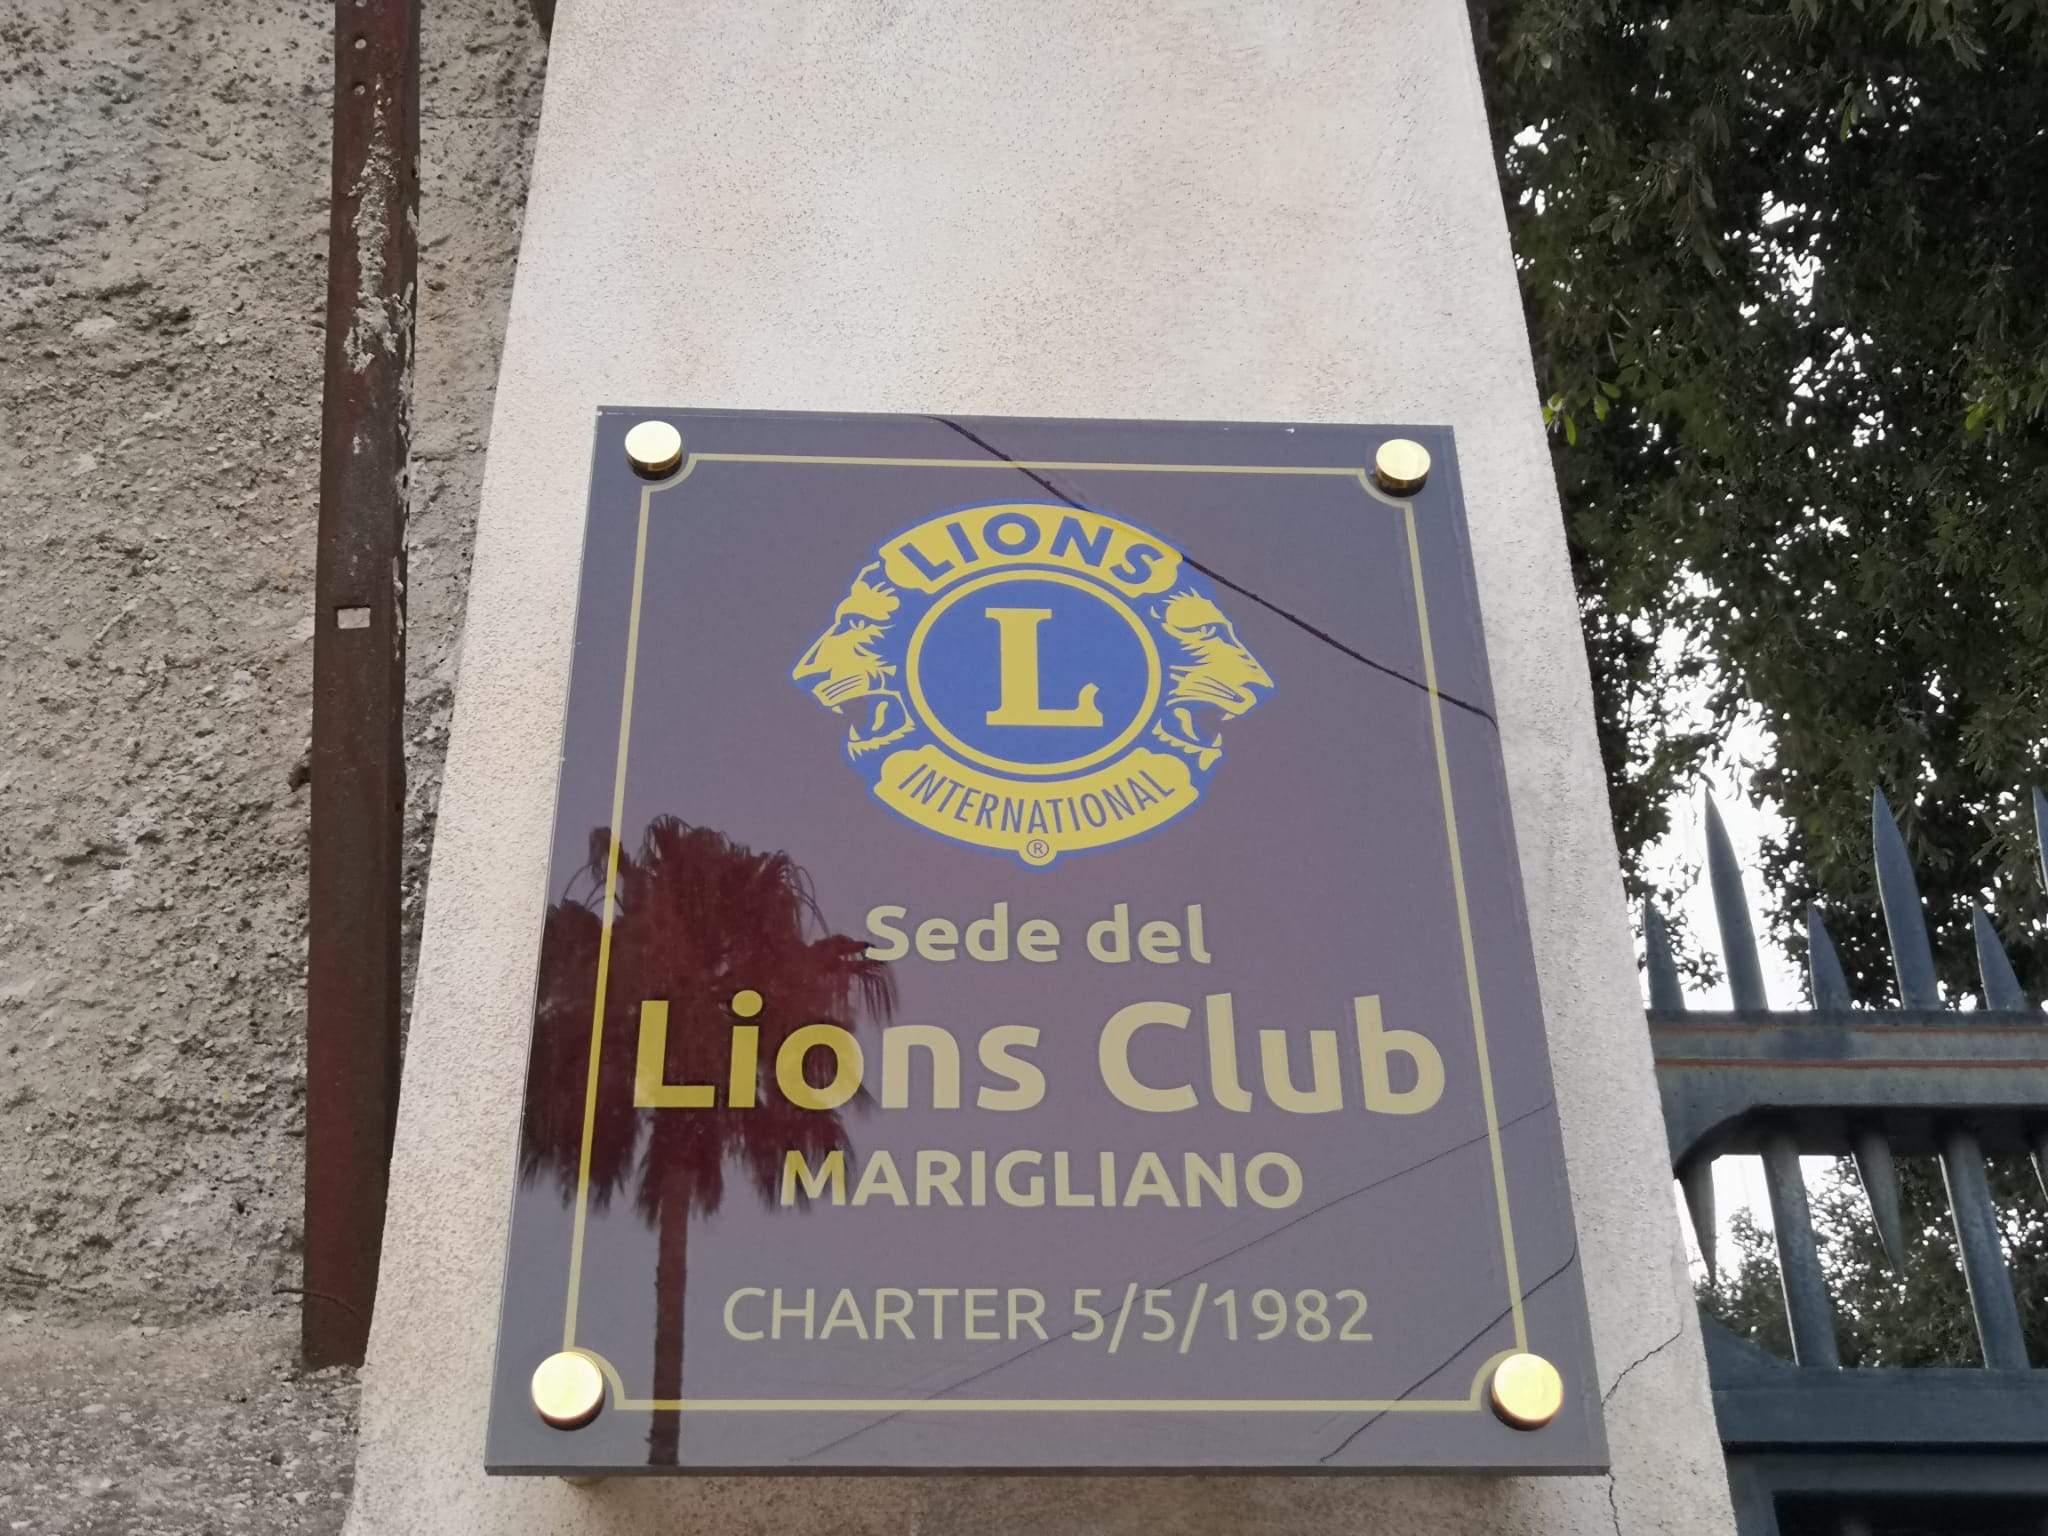 LIONS
L
INTERNATIONAL
®
Sede del
Lions Club
MARIGLIANO
CHARTER 5/5/1982